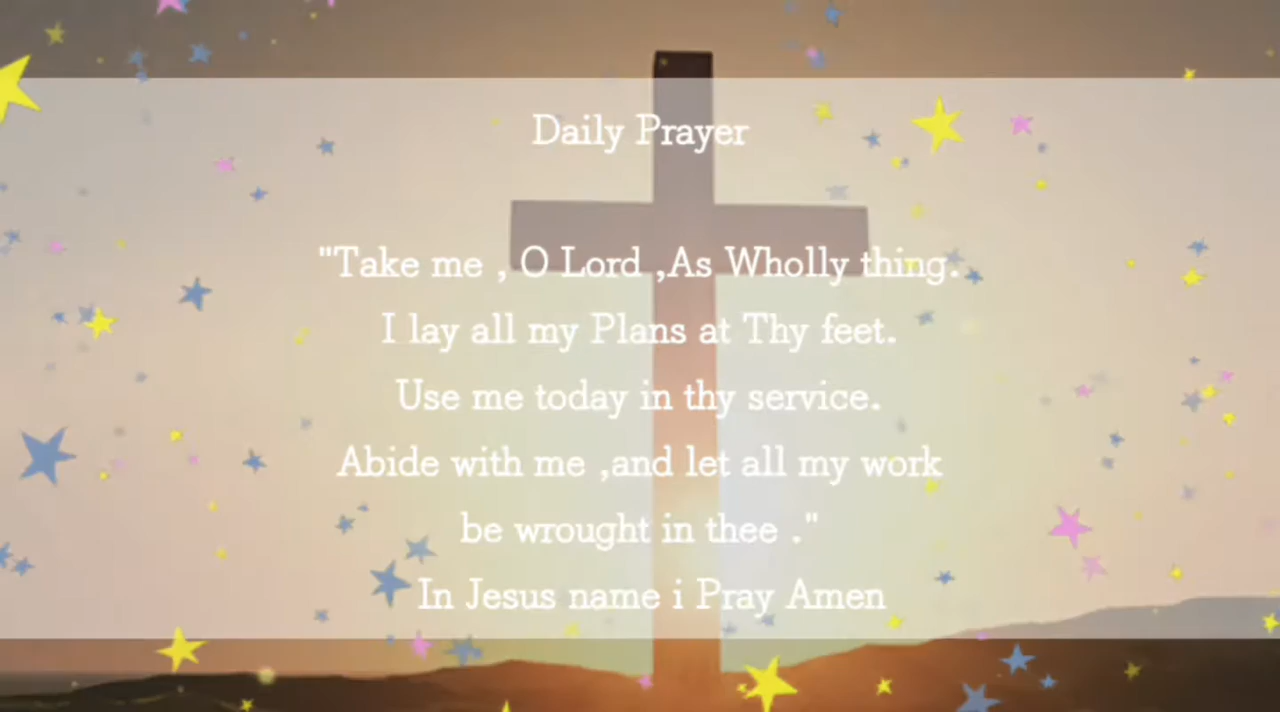 Daily Prayer
"Take me , O Lord ,As Wholly thing.
I lay all my Plans at Thy feet.
Use me today in thy service.
Abide with me ,and let all my work
be wrought in thee ."
In Jesus name i Pray Amen